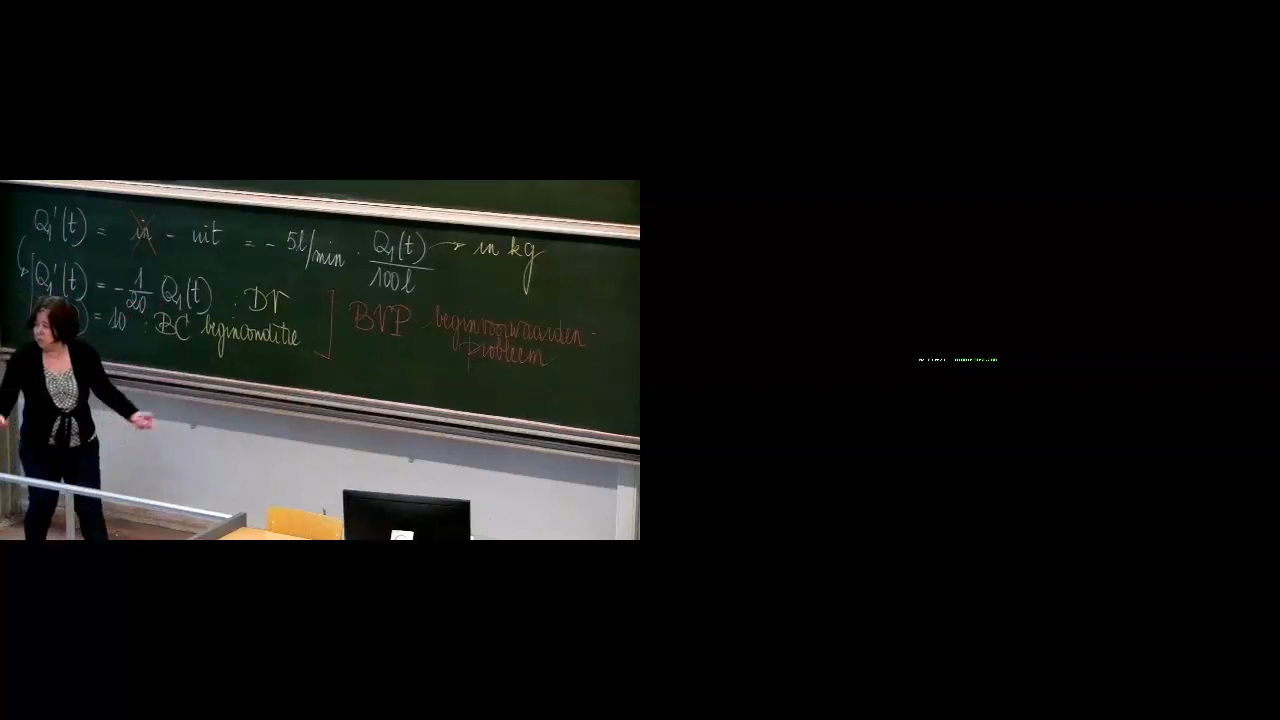 Q₁'(t) = in - uit = - 5l/min · Q₁(t)/100l → in kg
Q₁'(t) = - 1/20 Q₁(t) : DV
) = 10 : BC beginconditie ] BVP beginvoorwaarden-
probleem